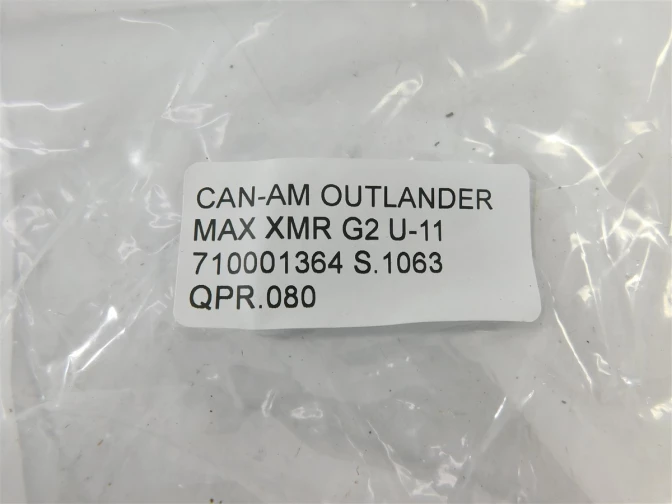 CAN-AM OUTLANDER
MAX XMR G2 U-11
710001364 S.1063
QPR.080